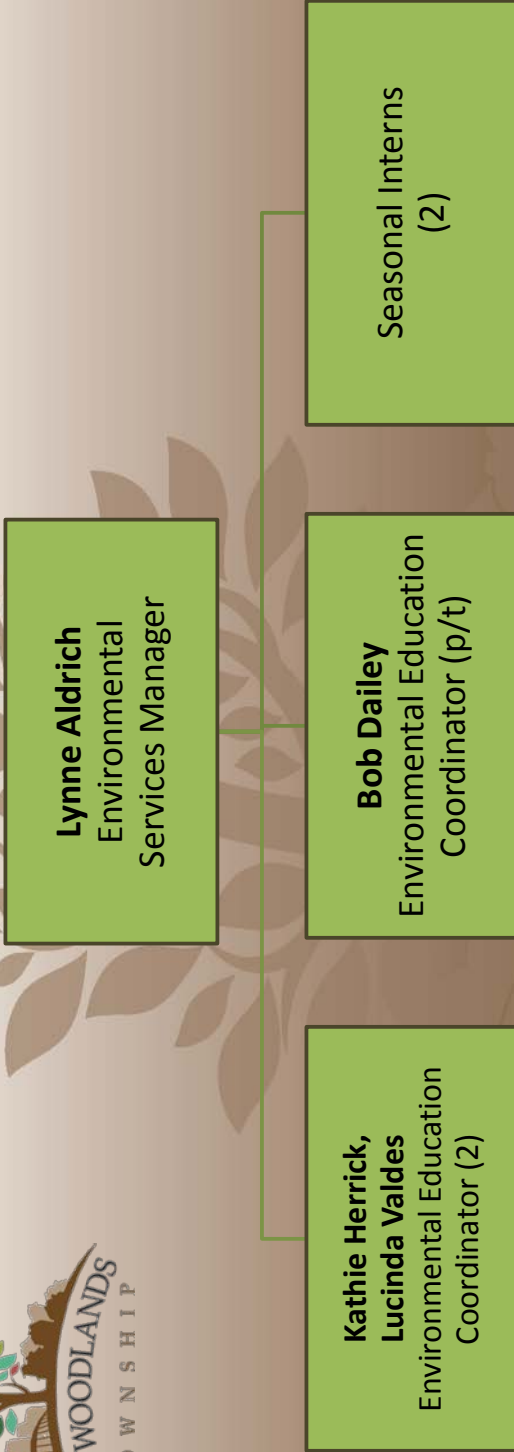 WOODLANDS
OWNSHIP
Lynne Aldrich
Environmental
Services Manager
Kathie Herrick,
Lucinda Valdes
Environmental Education
Coordinator (2)
Bob Dailey
Environmental Education
Coordinator (p/t)
Seasonal Interns
(2)